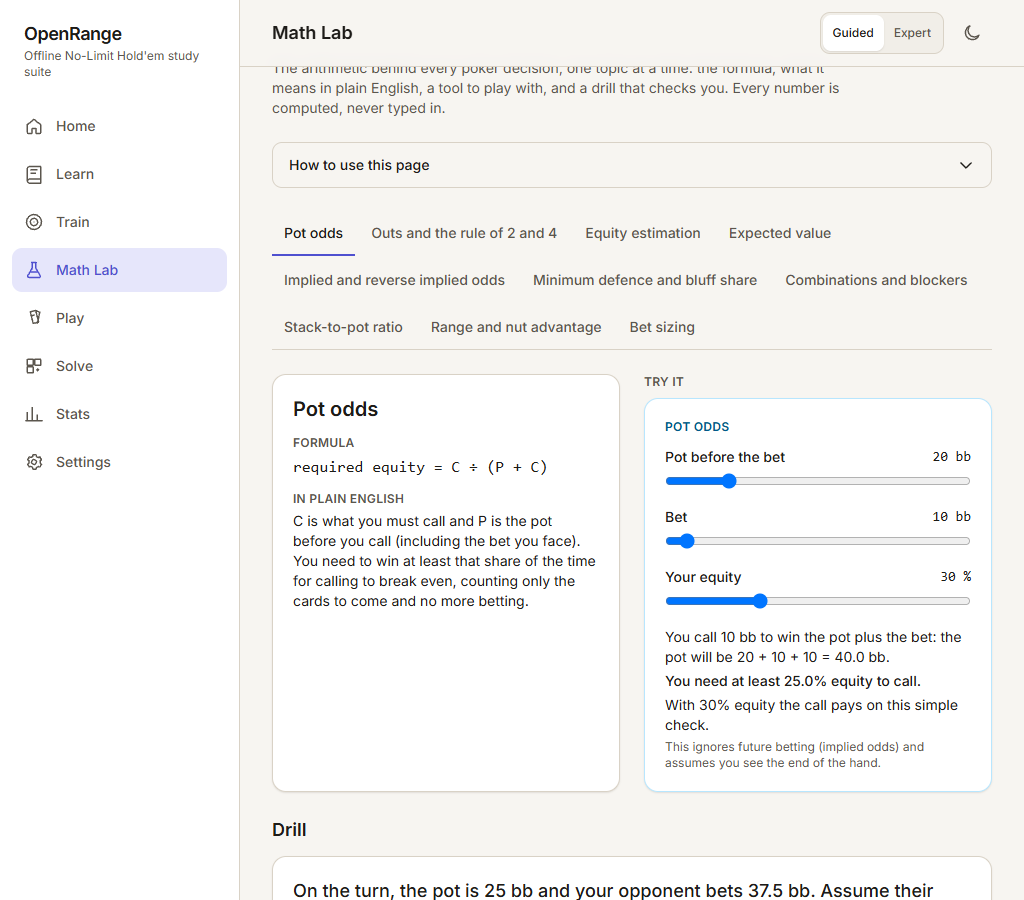 OpenRange
Offline No-Limit Hold'em study
suite
Home
Learn
Train
Math Lab
Play
Solve
Stats
Settings
Math Lab
Guided
Expert
The arithmetic behind every poker decision, one topic at a time: the formula, what it
means in plain English, a tool to play with, and a drill that checks you. Every number is
computed, never typed in.
How to use this page
Pot odds
Outs and the rule of 2 and 4
Equity estimation
Expected value
Implied and reverse implied odds
Minimum defence and bluff share
Combinations and blockers
Stack-to-pot ratio
Range and nut advantage
Bet sizing
Pot odds
FORMULA
required equity = C ÷ (P + C)
IN PLAIN ENGLISH
C is what you must call and P is the pot
before you call (including the bet you face).
You need to win at least that share of the time
for calling to break even, counting only the
cards to come and no more betting.
TRY IT
POT ODDS
Pot before the bet 20 bb
Bet 10 bb
Your equity 30 %
You call 10 bb to win the pot plus the bet: the
pot will be 20 + 10 + 10 = 40.0 bb.
You need at least 25.0% equity to call.
With 30% equity the call pays on this simple
check.
This ignores future betting (implied odds) and
assumes you see the end of the hand.
Drill
On the turn, the pot is 25 bb and your opponent bets 37.5 bb. Assume their